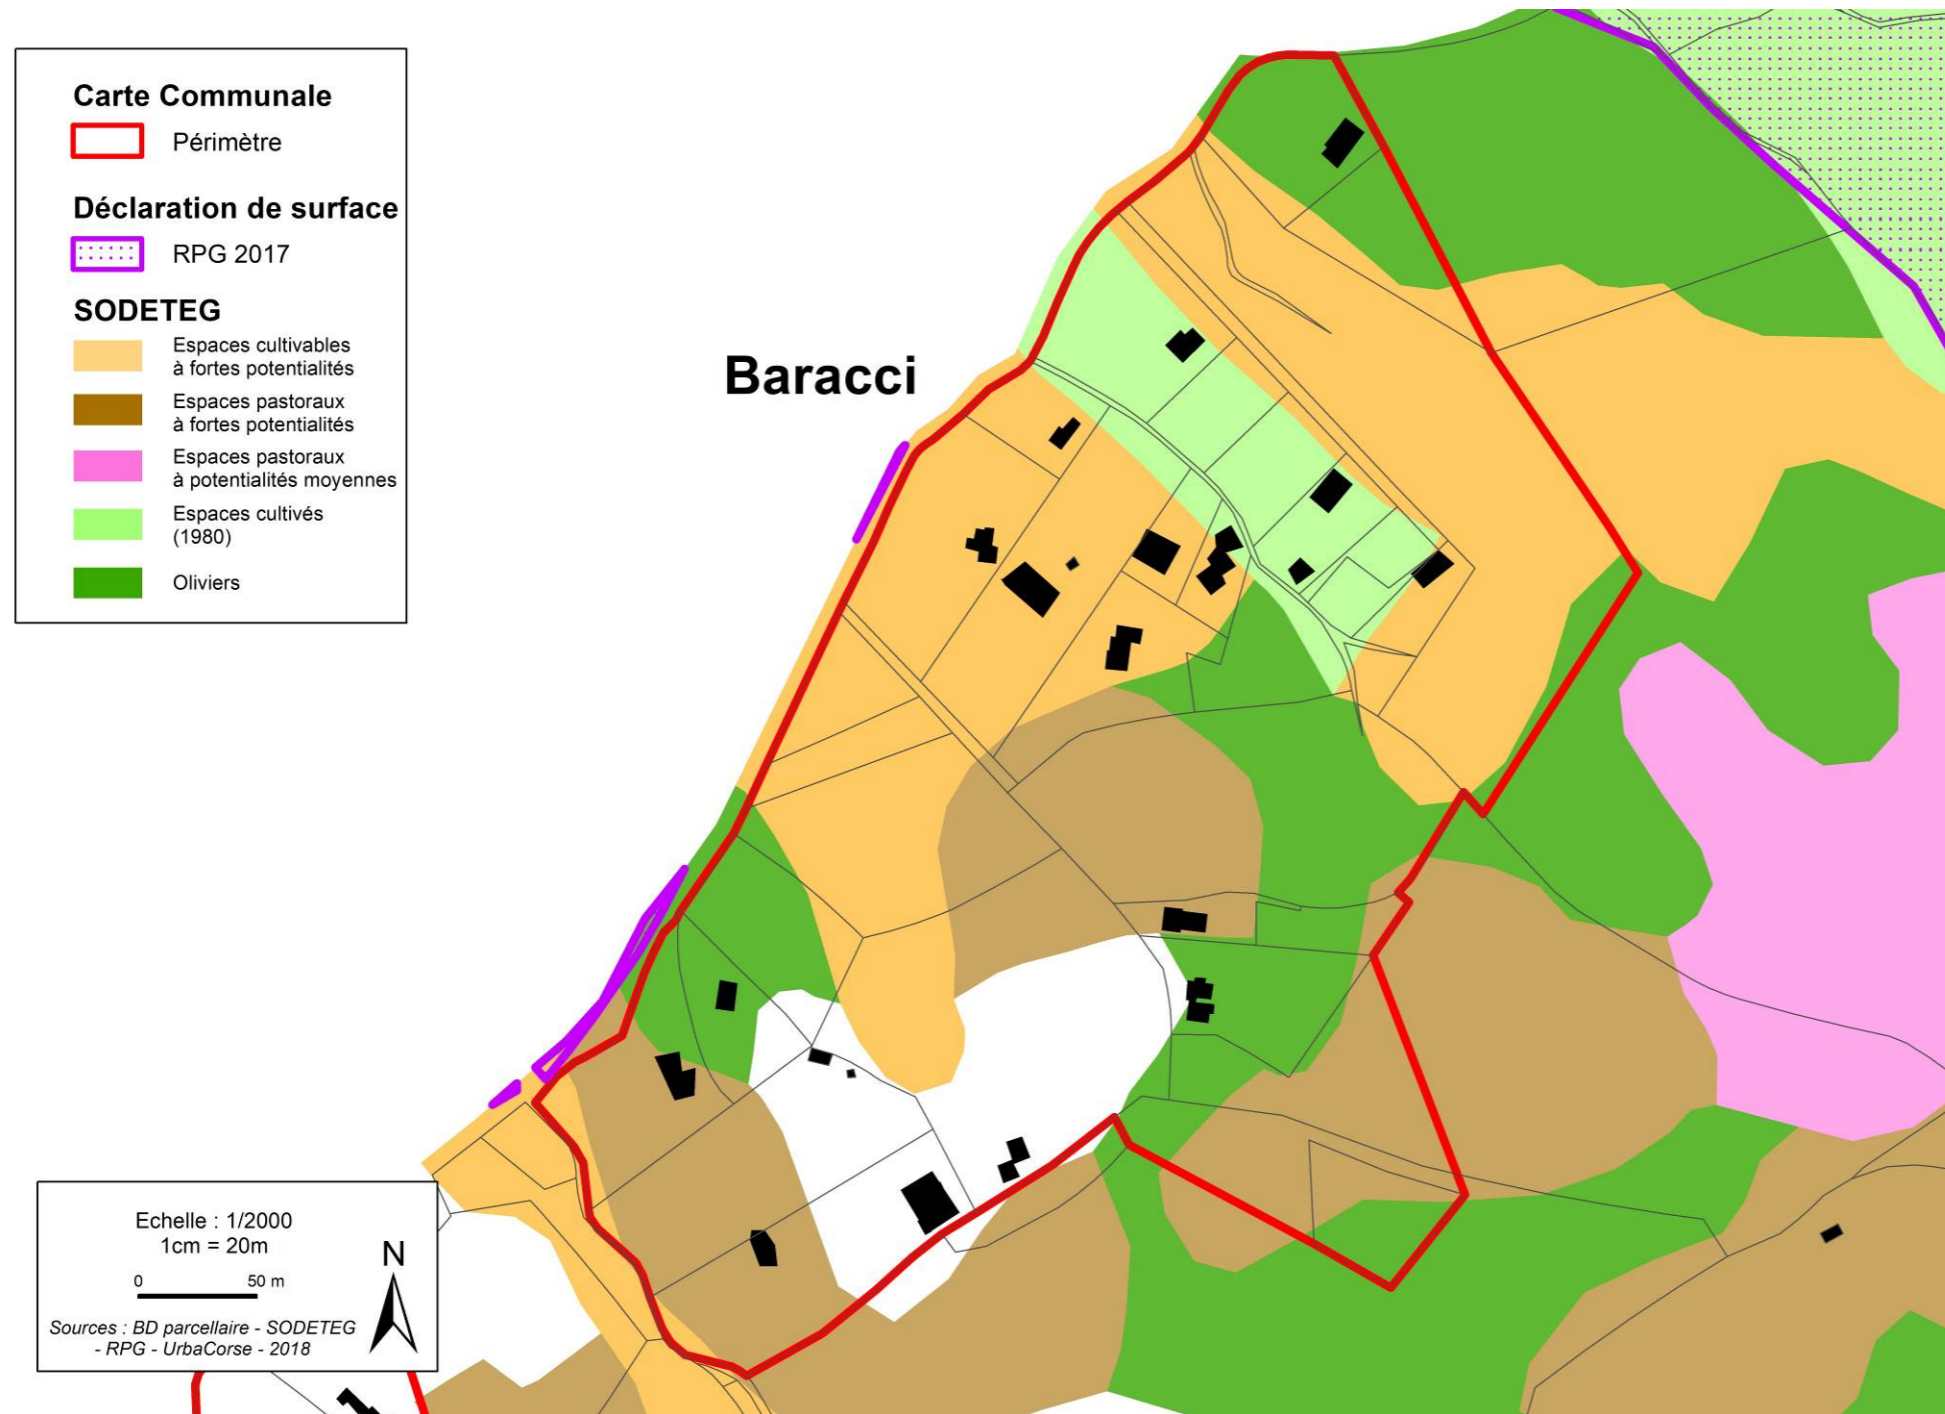 Carte Communale
Périmètre
Déclaration de surface
RPG 2017
SODETEG
Espaces cultivables
à fortes potentialités
Espaces pastoraux
à fortes potentialités
Espaces pastoraux
à potentialités moyennes
Espaces cultivés
(1980)
Oliviers
Baracci
Echelle : 1/2000
1cm = 20m
N
0 50 m
Sources : BD parcellaire - SODETEG
- RPG - UrbaCorse - 2018